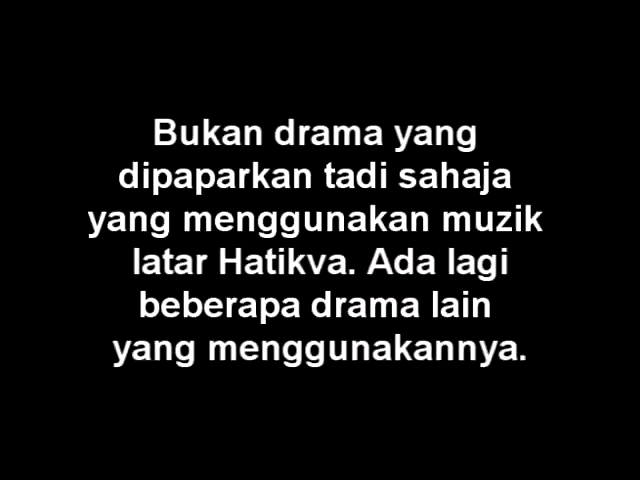 Bukan drama yang
dipaparkan tadi sahaja
yang menggunakan muzik
latar Hatikva. Ada lagi
beberapa drama lain
yang menggunakannya.